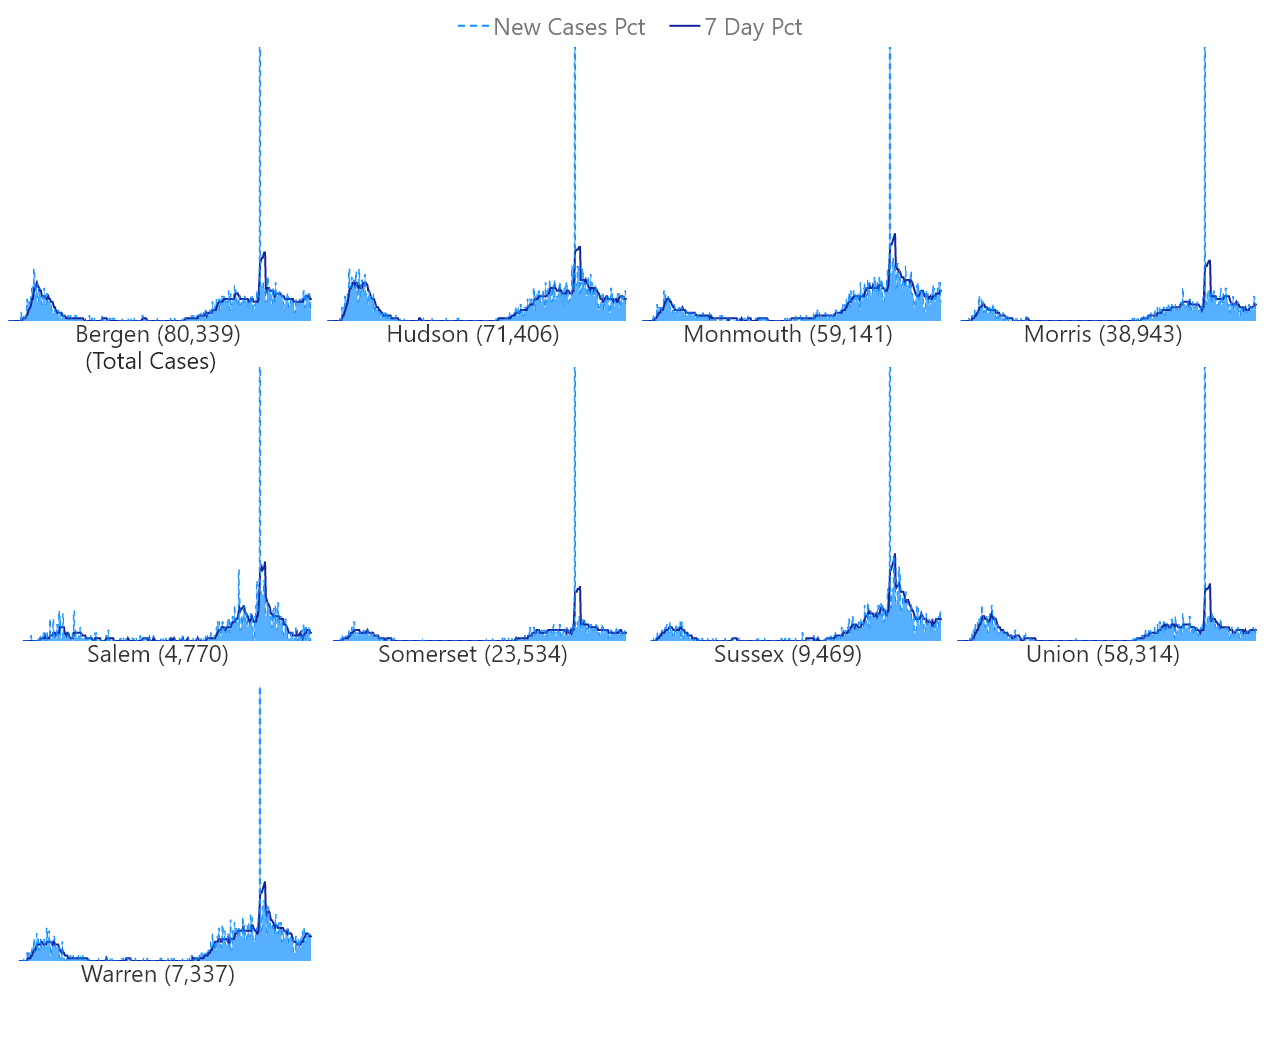 New Cases Pct 7 Day Pct
Bergen (80,339)
(Total Cases)
Hudson (71,406)
Monmouth (59,141)
Morris (38,943)
Salem (4,770)
Somerset (23,534)
Sussex (9,469)
Union (58,314)
Warren (7,337)